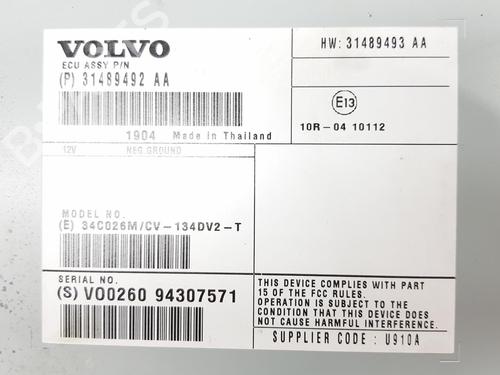 VOLVO
ECU ASSY P/N
(P) 31489492 AA
1904 Made in Thailand
12V NEG GROUND
MODEL NO.
(E) 34C026M/CV-134DV2-T
SERIAL NO.
(S) VO0260 94307571
HW: 31489493 AA
E13
10R-04 10112
THIS DEVICE COMPLIES WITH PART
15 OF THE FCC RULES.
OPERATION IS SUBJECT TO THE
CONDITION THAT THIS DEVICE DOES
NOT CAUSE HARMFUL INTERFERENCE.
SUPPLIER CODE : U910A